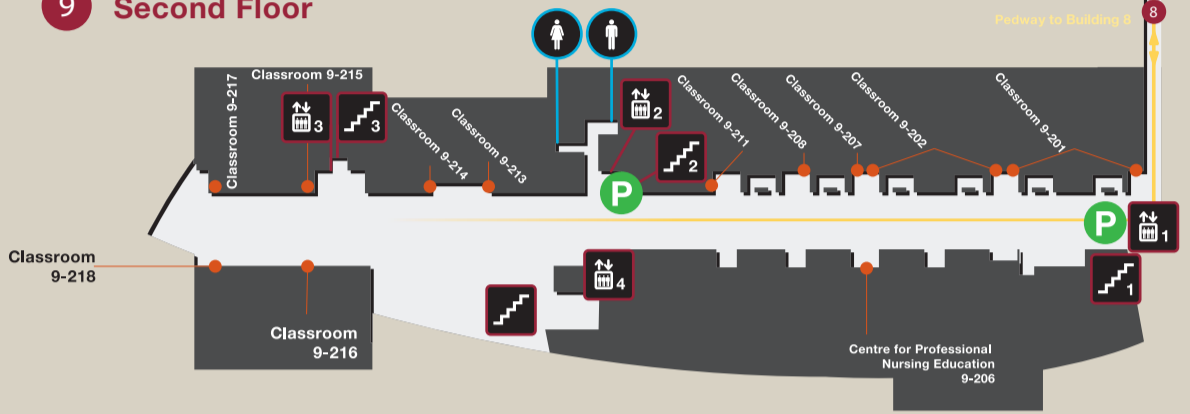 9 Second Floor
Pedway to Building 8
8
Classroom 9-217
Classroom 9-215
3
3
Classroom 9-214
Classroom 9-213
2
2
Classroom 9-211
Classroom 9-208
Classroom 9-207
Classroom 9-202
Classroom 9-201
P
P
1
1
4
Classroom
9-218
Classroom
9-216
Centre for Professional
Nursing Education
9-206